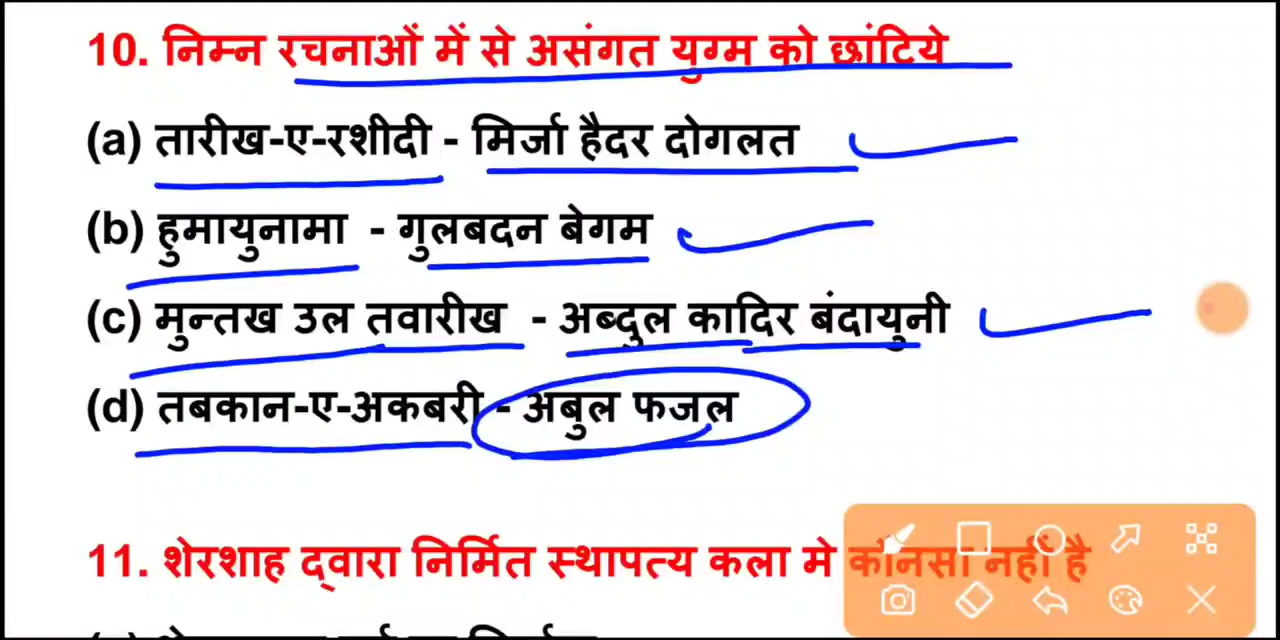 10. निम्न रचनाओं में से असंगत युग्म को छांटिये
(a) तारीख-ए-रशीदी - मिर्जा हैदर दोगलत
(b) हुमायुनामा - गुलबदन बेगम
(c) मुन्तख उल तवारीख - अब्दुल कादिर बंदायुनी
(d) तबकान-ए-अकबरी - अबुल फजल
11. शेरशाह द्वारा निर्मित स्थापत्य कला मे कोनसा नहीं है